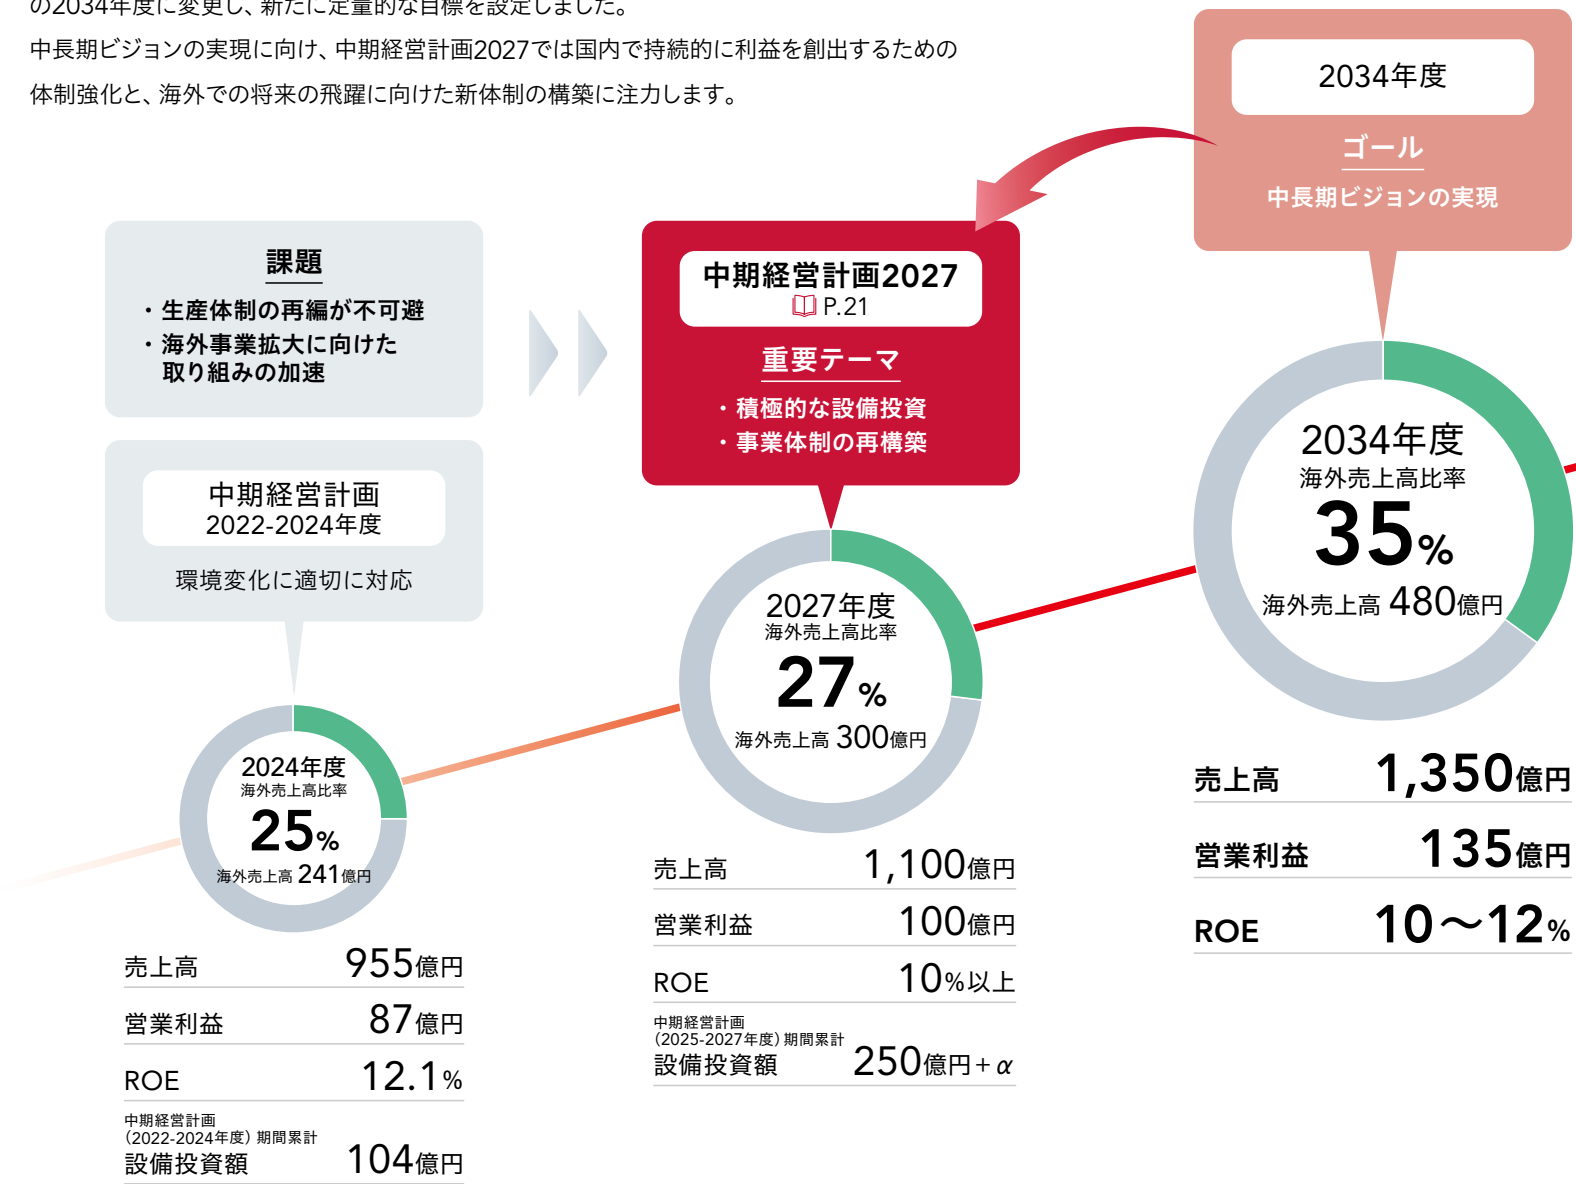 の2034年度に変更し、新たに定量的な目標を設定しました。
中長期ビジョンの実現に向け、中期経営計画2027では国内で持続的に利益を創出するための
体制強化と、海外での将来の飛躍に向けた新体制の構築に注力します。
課題
・生産体制の再編が不可避
・海外事業拡大に向けた
取り組みの加速
中期経営計画
2022-2024年度
環境変化に適切に対応
2024年度
海外売上高比率
25%
海外売上高 241億円
売上高 955億円
営業利益 87億円
ROE 12.1%
中期経営計画
（2022-2024年度）期間累計
設備投資額 104億円
中期経営計画2027
P.21
重要テーマ
・積極的な設備投資
・事業体制の再構築
2027年度
海外売上高比率
27%
海外売上高 300億円
売上高 1,100億円
営業利益 100億円
ROE 10%以上
中期経営計画
（2025-2027年度）期間累計
設備投資額 250億円+α
2034年度
ゴール
中長期ビジョンの実現
2034年度
海外売上高比率
35%
海外売上高 480億円
売上高 1,350億円
営業利益 135億円
ROE 10〜12%